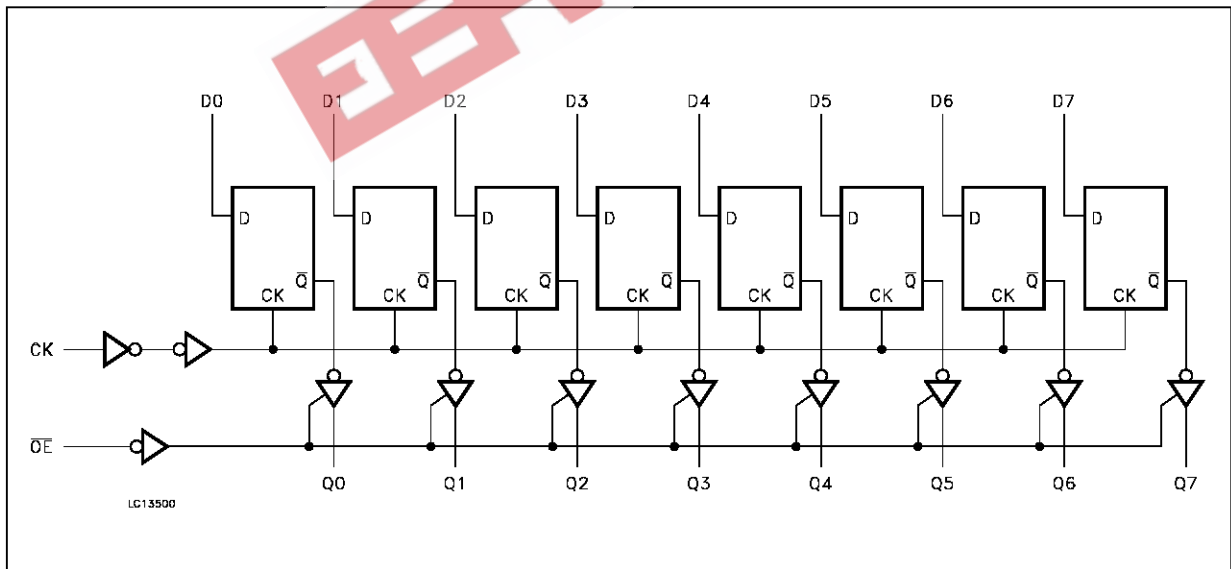 D0 D1 D2 D3 D4 D5 D6 D7
D D D D D D D D
Q̅ Q̅ Q̅ Q̅ Q̅ Q̅ Q̅ Q̅
CK CK CK CK CK CK CK CK
CK
O̅E̅
Q0 Q1 Q2 Q3 Q4 Q5 Q6 Q7
LC13500